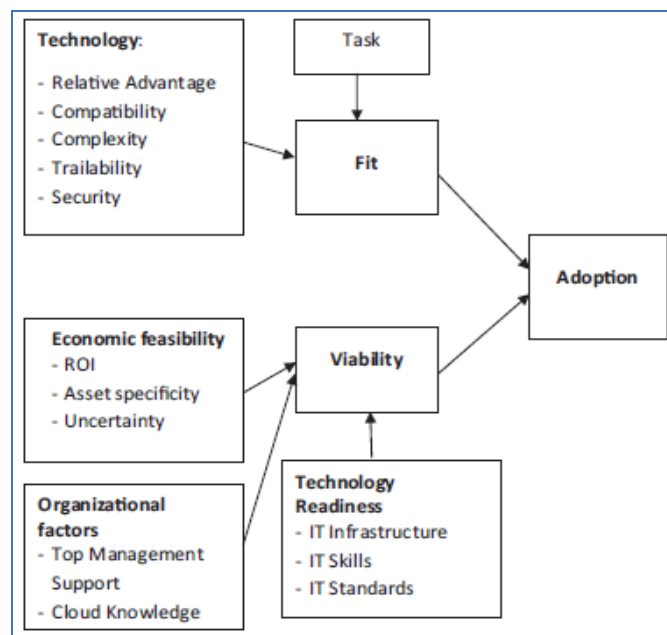 Technology:
- Relative Advantage
- Compatibility
- Complexity
- Trailability
- Security
Task
Fit
Adoption
Economic feasibility
- ROI
- Asset specificity
- Uncertainty
Viability
Organizational
factors
- Top Management
Support
- Cloud Knowledge
Technology
Readiness
- IT Infrastructure
- IT Skills
- IT Standards